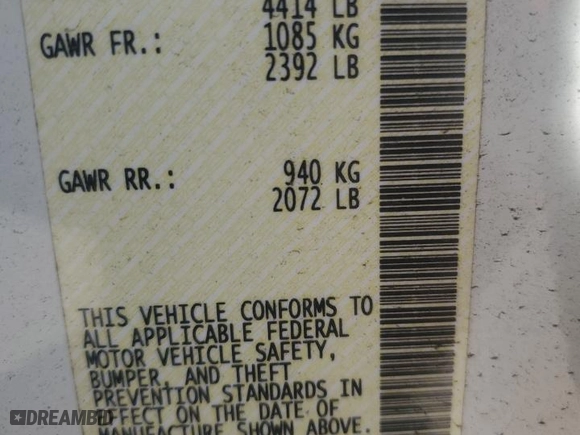 4414 LB
GAWR FR.: 1085 KG
2392 LB
GAWR RR.: 940 KG
2072 LB
THIS VEHICLE CONFORMS TO
ALL APPLICABLE FEDERAL
MOTOR VEHICLE SAFETY,
BUMPER, AND THEFT
PREVENTION STANDARDS IN
EFFECT ON THE DATE OF
MANUFACTURE SHOWN ABOVE.
DREAMBID